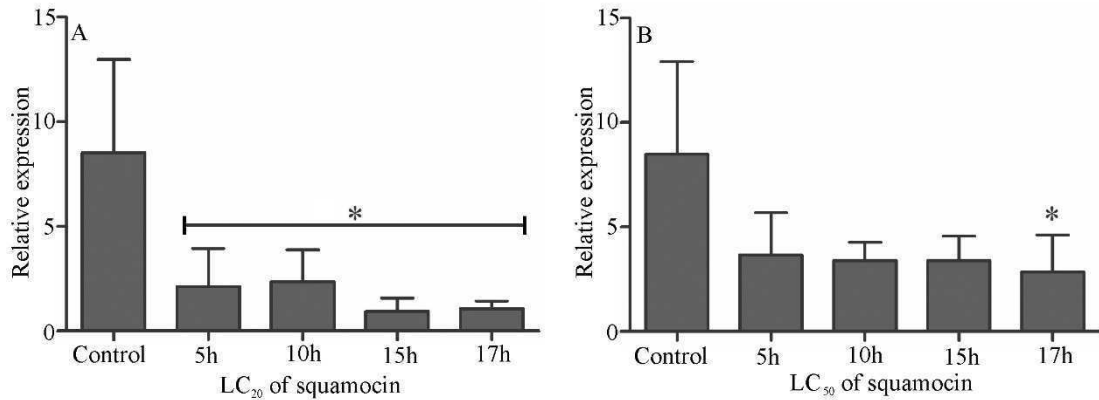 A
Relative expression
15
10
5
0
*
Control 5h 10h 15h 17h
LC₂₀ of squamocin
B
Relative expression
15
10
5
0
*
Control 5h 10h 15h 17h
LC₅₀ of squamocin